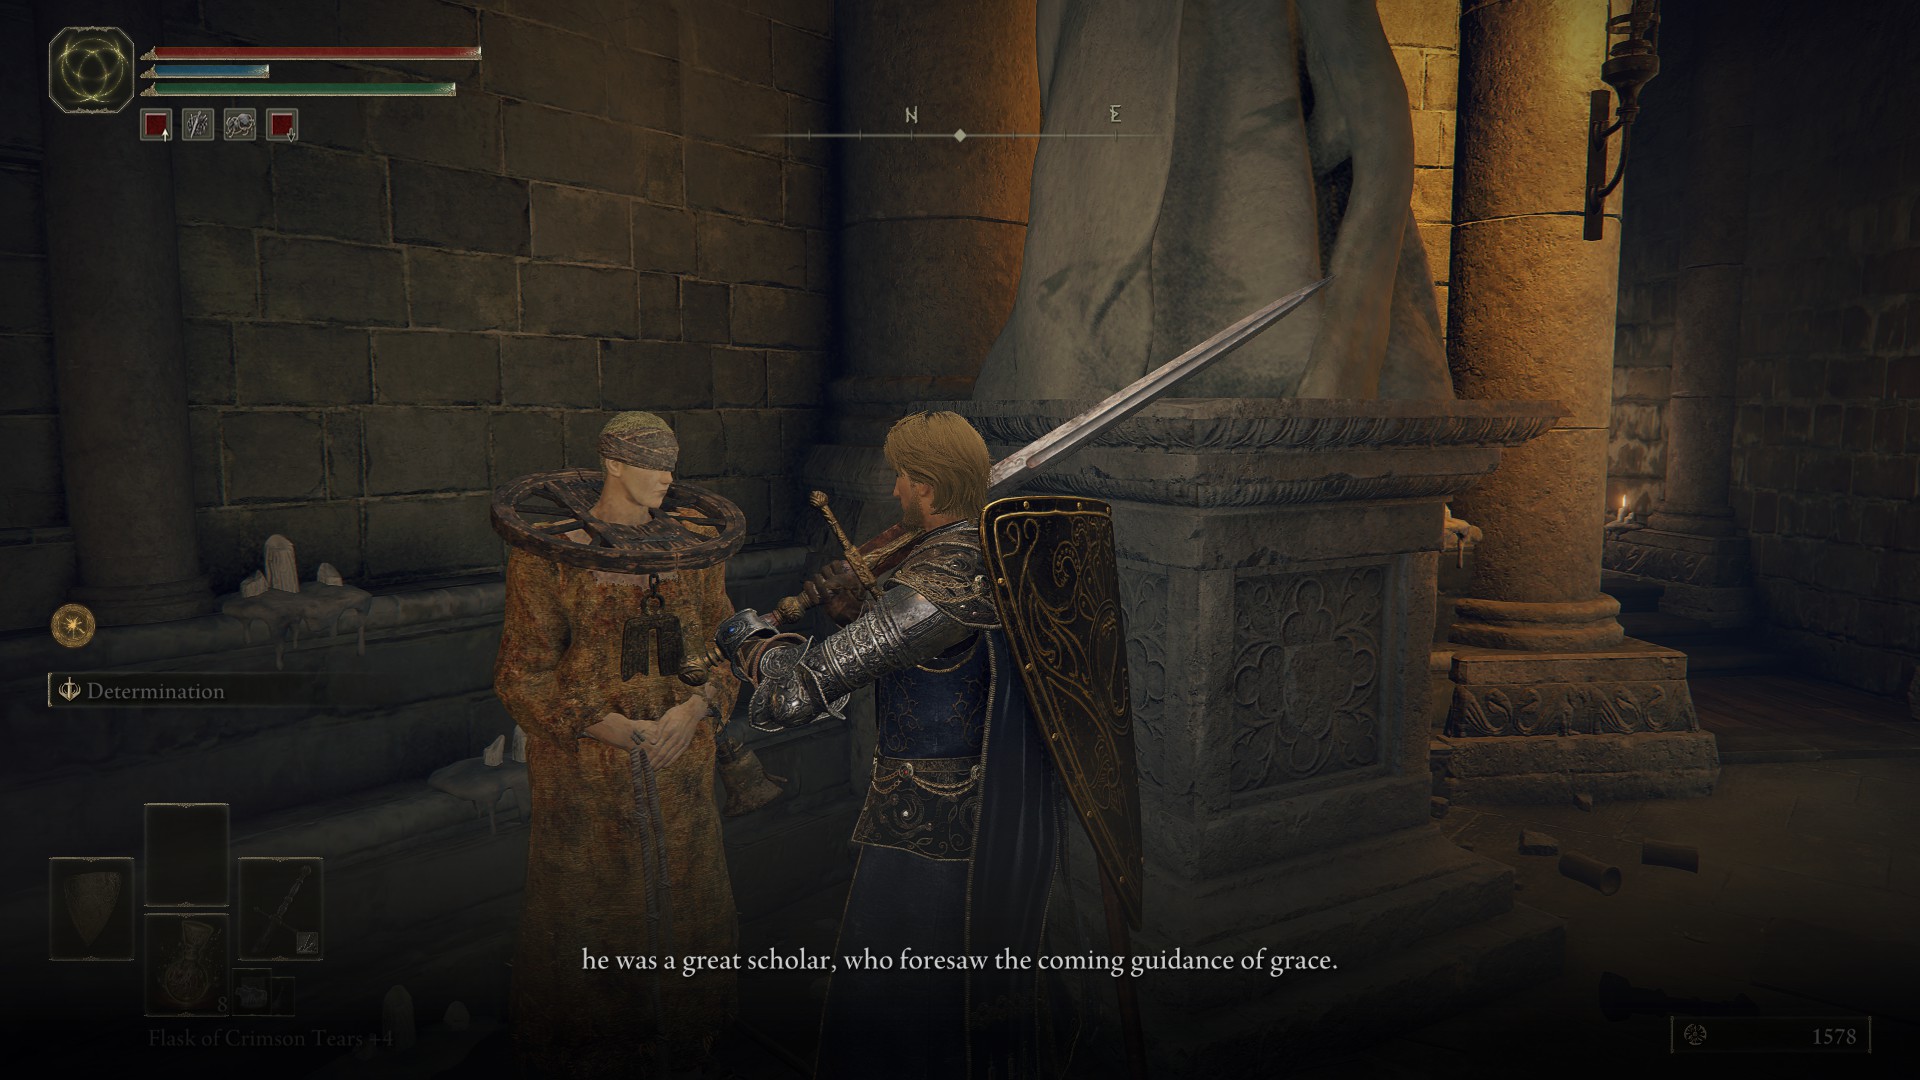 N
E
Determination
8
Flask of Crimson Tears +4
he was a great scholar, who foresaw the coming guidance of grace.
1578